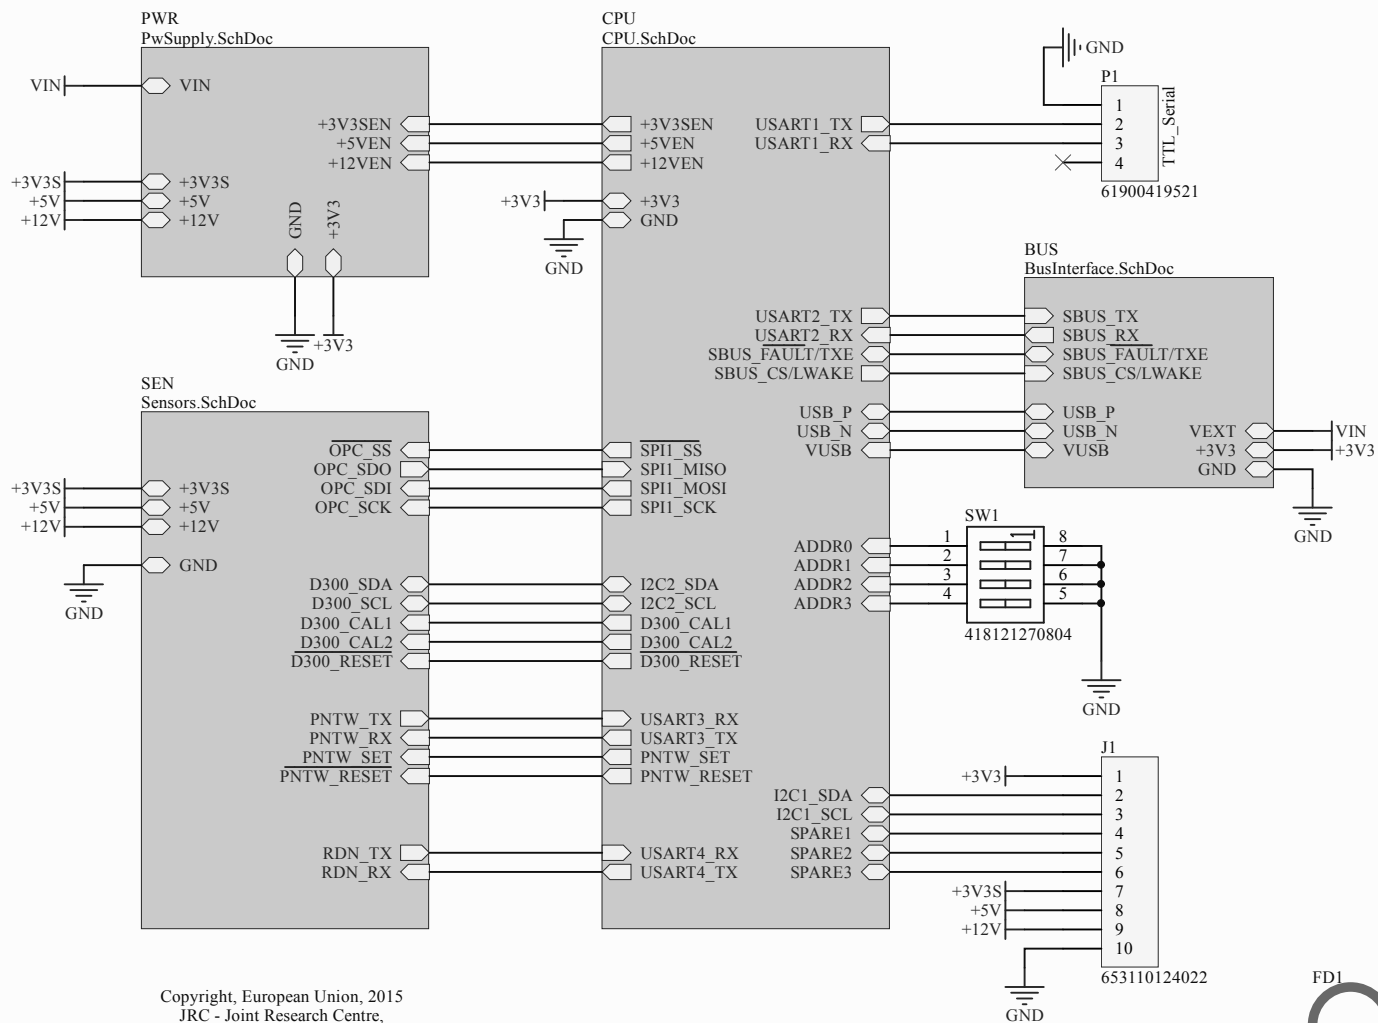 PWR
PwSupply.SchDoc
VIN
VIN
+3V3SEN
+5VEN
+12VEN
+3V3S
+3V3S
+5V
+5V
+12V
+12V
GND
+3V3
GND
+3V3
CPU
CPU.SchDoc
+3V3SEN
+5VEN
+12VEN
+3V3
+3V3
GND
GND
USART1_TX
USART1_RX
GND
P1
1
2
3
4
TTL_Serial
61900419521
USART2_TX
USART2_RX
SBUS_FAULT/TXE
SBUS_CS/LWAKE
USB_P
USB_N
VUSB
BUS
BusInterface.SchDoc
SBUS_TX
SBUS_RX
SBUS_FAULT/TXE
SBUS_CS/LWAKE
USB_P
USB_N
VUSB
VEXT
VIN
+3V3
+3V3
GND
GND
SEN
Sensors.SchDoc
OPC_SS
OPC_SDO
OPC_SDI
OPC_SCK
+3V3S
+3V3S
+5V
+5V
+12V
+12V
GND
GND
D300_SDA
D300_SCL
D300_CAL1
D300_CAL2
D300_RESET
PNTW_TX
PNTW_RX
PNTW_SET
PNTW_RESET
RDN_TX
RDN_RX
SPI1_SS
SPI1_MISO
SPI1_MOSI
SPI1_SCK
I2C2_SDA
I2C2_SCL
D300_CAL1
D300_CAL2
D300_RESET
USART3_RX
USART3_TX
PNTW_SET
PNTW_RESET
USART4_RX
USART4_TX
ADDR0
ADDR1
ADDR2
ADDR3
SW1
1
2
3
4
1
8
7
6
5
418121270804
GND
I2C1_SDA
I2C1_SCL
SPARE1
SPARE2
SPARE3
J1
+3V3
1
2
3
4
5
6
+3V3S
7
+5V
8
+12V
9
10
653110124022
GND
FD1
Copyright, European Union, 2015
JRC - Joint Research Centre,